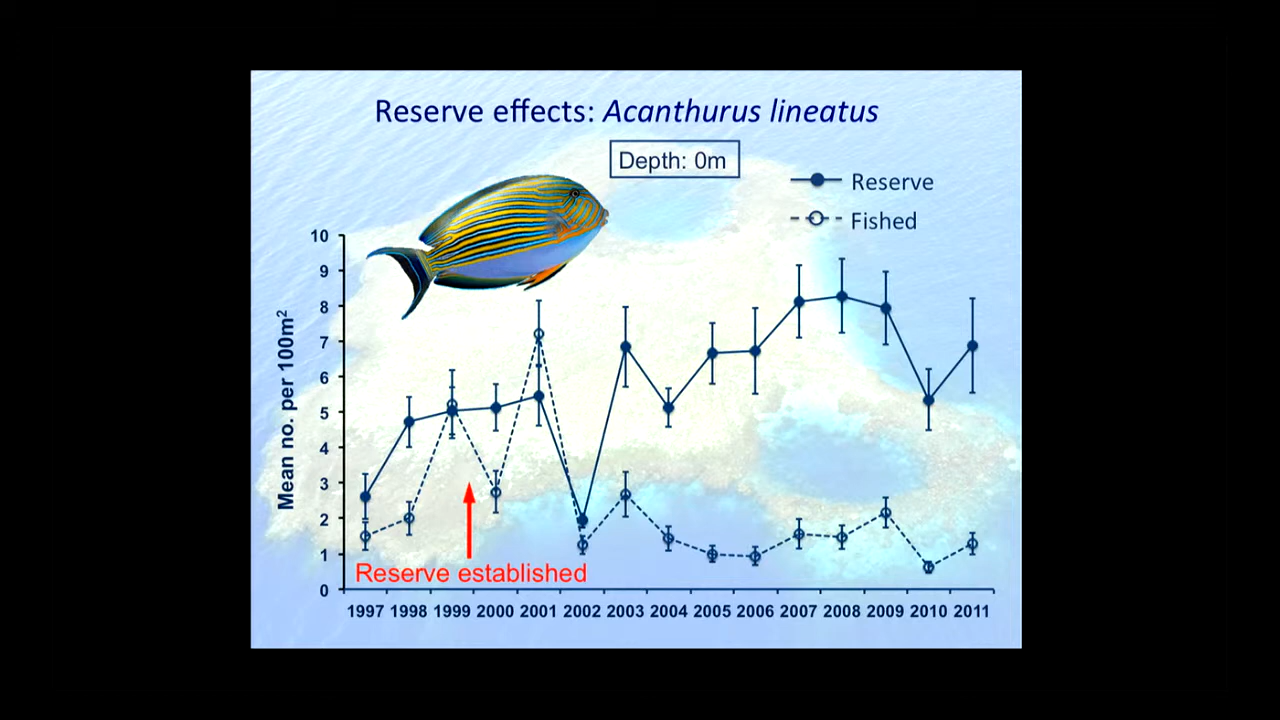 Reserve effects: Acanthurus lineatus
Depth: 0m
Reserve
Fished
Mean no. per 100m²
10
9
8
7
6
5
4
3
2
1
0
Reserve established
1997 1998 1999 2000 2001 2002 2003 2004 2005 2006 2007 2008 2009 2010 2011